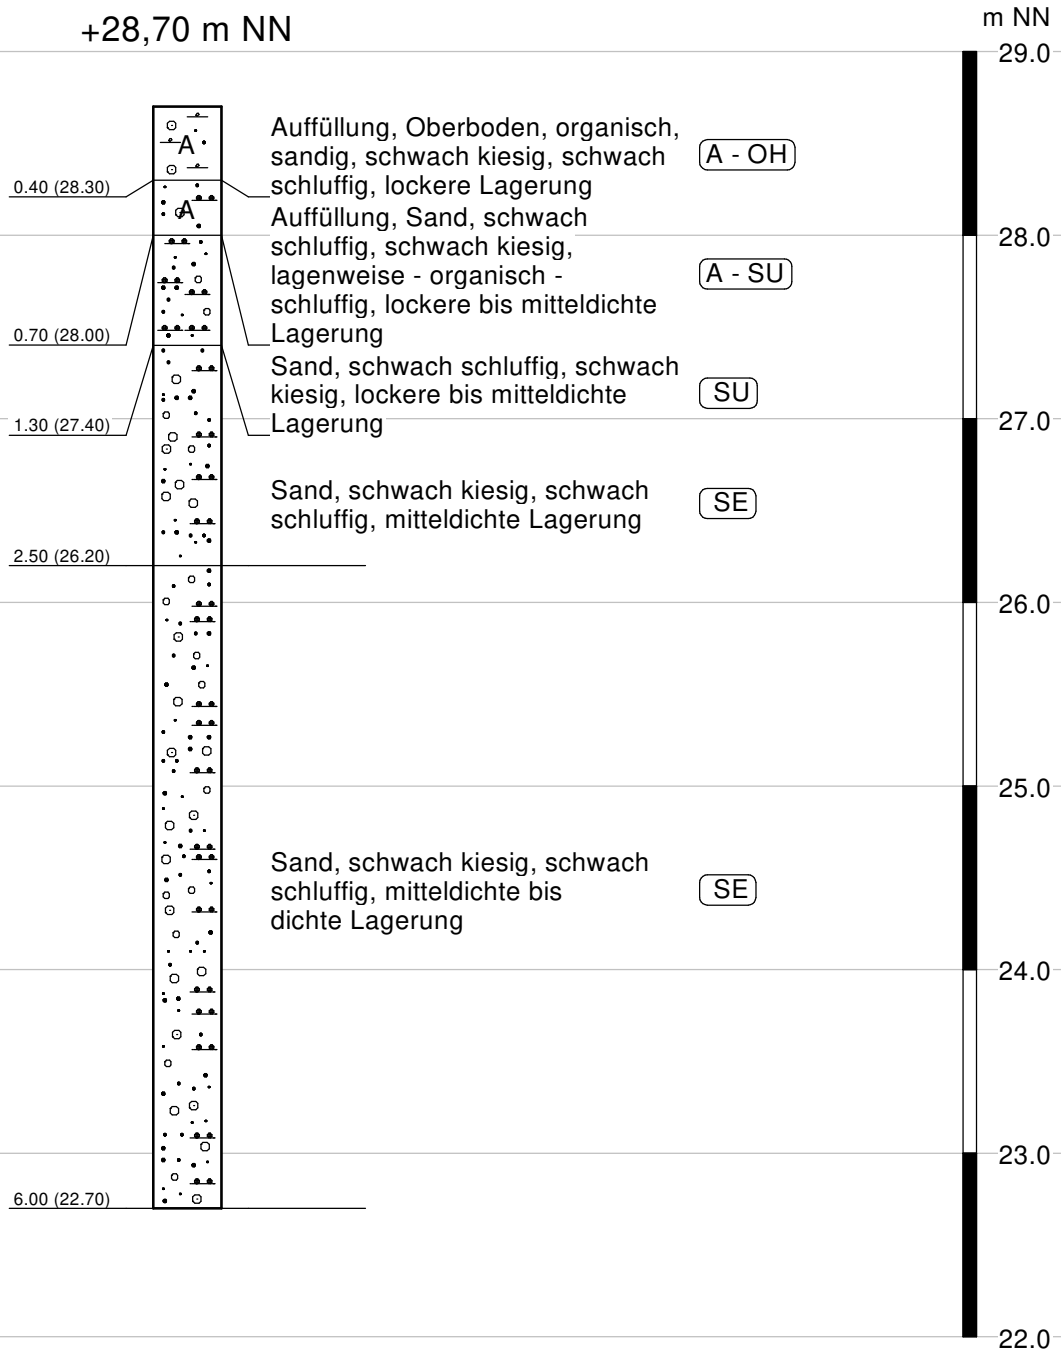 +28,70 m NN
m NN
29.0
Auffüllung, Oberboden, organisch,
sandig, schwach kiesig, schwach
schluffig, lockere Lagerung
A - OH
A
0.40 (28.30)
A
Auffüllung, Sand, schwach
schluffig, schwach kiesig,
lagenweise - organisch -
schluffig, lockere bis mitteldichte
Lagerung
A - SU
28.0
0.70 (28.00)
Sand, schwach schluffig, schwach
kiesig, lockere bis mitteldichte
Lagerung
SU
27.0
1.30 (27.40)
Sand, schwach kiesig, schwach
schluffig, mitteldichte Lagerung
SE
2.50 (26.20)
26.0
25.0
Sand, schwach kiesig, schwach
schluffig, mitteldichte bis
dichte Lagerung
SE
24.0
23.0
6.00 (22.70)
22.0